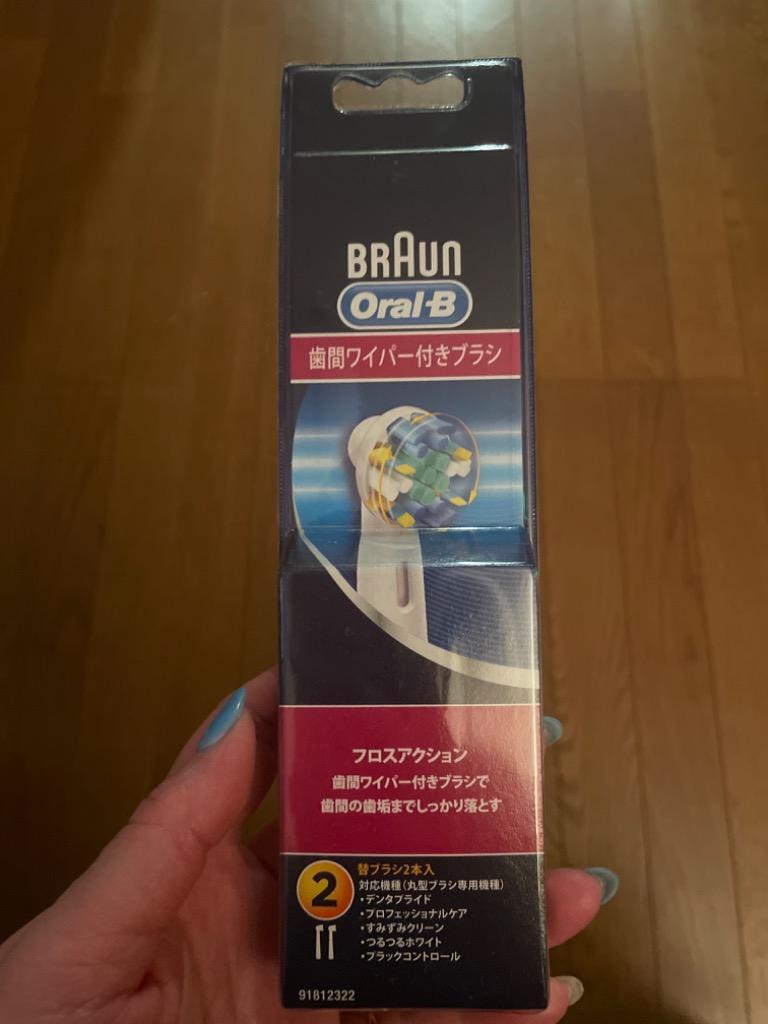 BRAUN
Oral-B
歯間ワイパー付きブラシ
フロスアクション
歯間ワイパー付きブラシで
歯間の歯垢までしっかり落とす
2
替ブラシ2本入
対応機種(丸型ブラシ専用機種)
・デンタプライド
・プロフェッショナルケア
・すみずみクリーン
・つるつるホワイト
・プラックコントロール
91812322